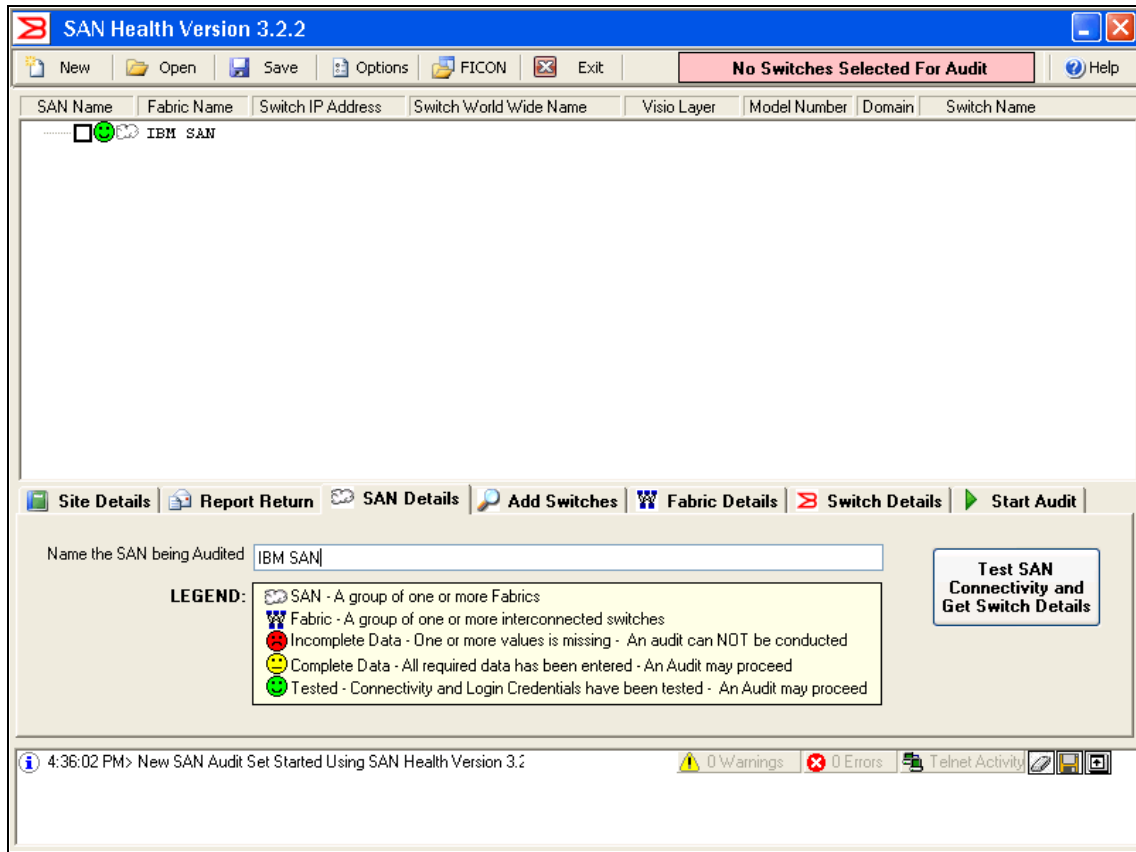 SAN Health Version 3.2.2
New Open Save Options FICON Exit No Switches Selected For Audit Help
SAN Name Fabric Name Switch IP Address Switch World Wide Name Visio Layer Model Number Domain Switch Name
IBM SAN
Site Details Report Return SAN Details Add Switches Fabric Details Switch Details Start Audit
Name the SAN being Audited IBM SAN
Test SAN
Connectivity and
Get Switch Details
LEGEND: SAN - A group of one or more Fabrics
Fabric - A group of one or more interconnected switches
Incomplete Data - One or more values is missing - An audit can NOT be conducted
Complete Data - All required data has been entered - An Audit may proceed
Tested - Connectivity and Login Credentials have been tested - An Audit may proceed
4:36:02 PM> New SAN Audit Set Started Using SAN Health Version 3.2 0 Warnings 0 Errors Telnet Activity